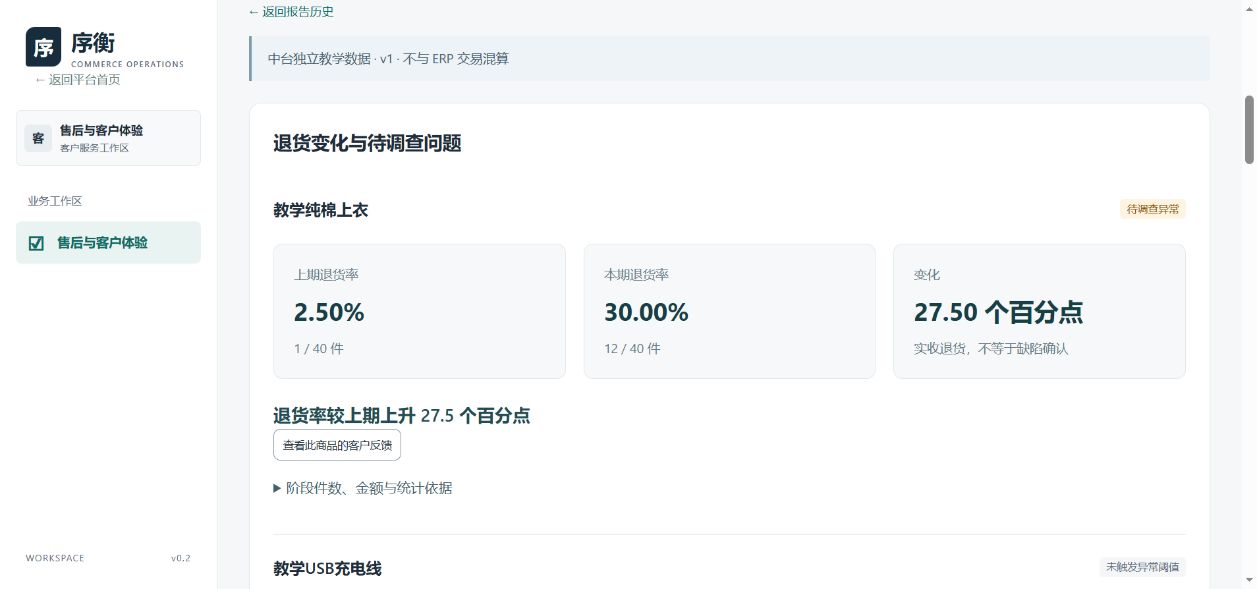 序 序衡
COMMERCE OPERATIONS
← 返回平台首页
客 售后与客户体验
客户服务工作区
业务工作区
售后与客户体验
WORKSPACE v0.2
← 返回报告历史
中台独立教学数据 · v1 · 不与 ERP 交易混算
退货变化与待调查问题
教学纯棉上衣 待调查异常
上期退货率
2.50%
1 / 40 件
本期退货率
30.00%
12 / 40 件
变化
27.50 个百分点
实收退货，不等于缺陷确认
退货率较上期上升 27.5 个百分点
查看此商品的客户反馈
▶ 阶段件数、金额与统计依据
教学USB充电线 未触发异常阈值